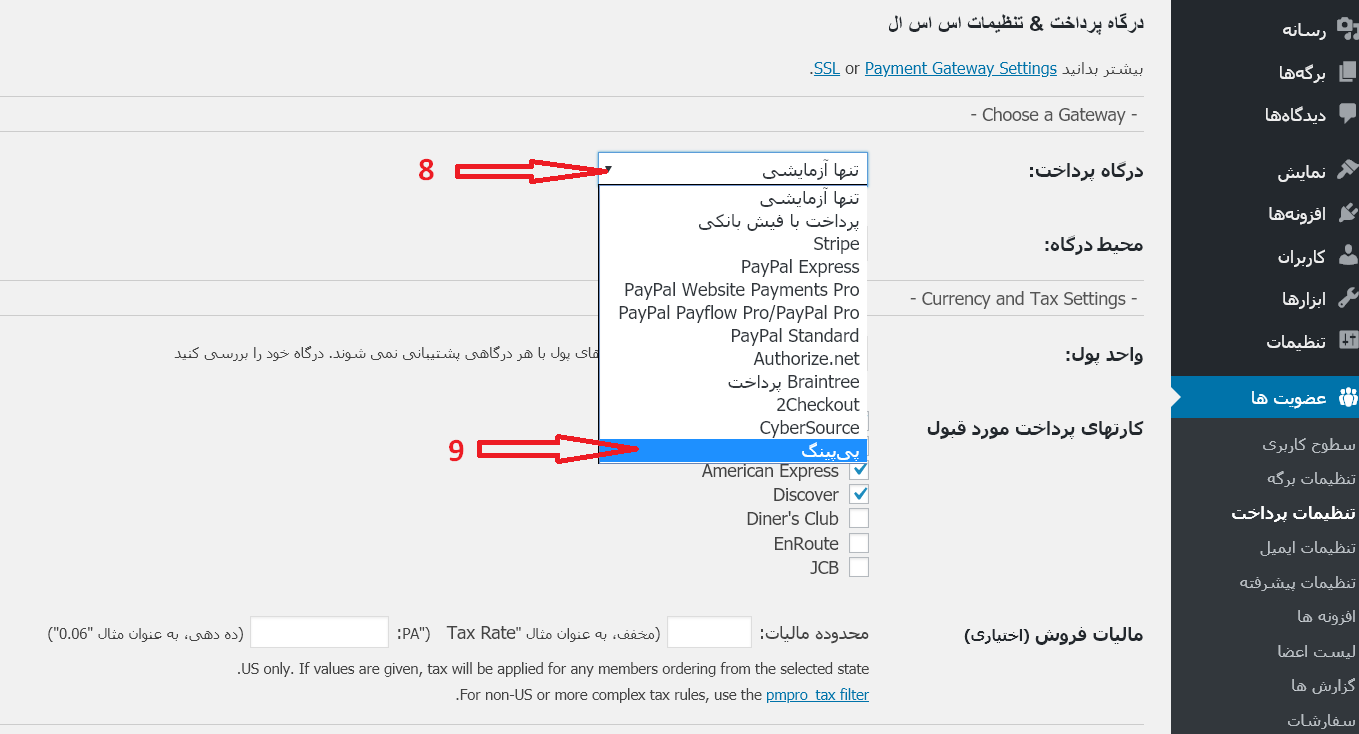 درگاه پرداخت & تنظیمات اس اس ال
بیشتر بدانید Payment Gateway Settings or SSL.
- Choose a Gateway -
درگاه پرداخت:
تنها آزمایشی
8
تنها آزمایشی
پرداخت با فیش بانکی
Stripe
PayPal Express
PayPal Website Payments Pro
PayPal Payflow Pro/PayPal Pro
PayPal Standard
Authorize.net
Braintree پرداخت
2Checkout
CyberSource
پی‌پینگ
9
محیط درگاه:
- Currency and Tax Settings -
واحد پول:
های پول با هر درگاهی پشتیبانی نمی شوند. درگاه خود را بررسی کنید
کارتهای پرداخت مورد قبول
American Express
Discover
Diner's Club
EnRoute
JCB
مالیات فروش (اختیاری)
محدوده مالیات:
(مخفف، به عنوان مثال "PA") Tax Rate:
(ده دهی، به عنوان مثال "0.06")
US only. If values are given, tax will be applied for any members ordering from the selected state.
For non-US or more complex tax rules, use the pmpro_tax filter.
رسانه
برگه‌ها
دیدگاه‌ها
نمایش
افزونه‌ها
کاربران
ابزارها
تنظیمات
عضویت ها
سطوح کاربری
تنظیمات برگه
تنظیمات پرداخت
تنظیمات ایمیل
تنظیمات پیشرفته
افزونه ها
لیست اعضا
گزارش ها
سفارشات